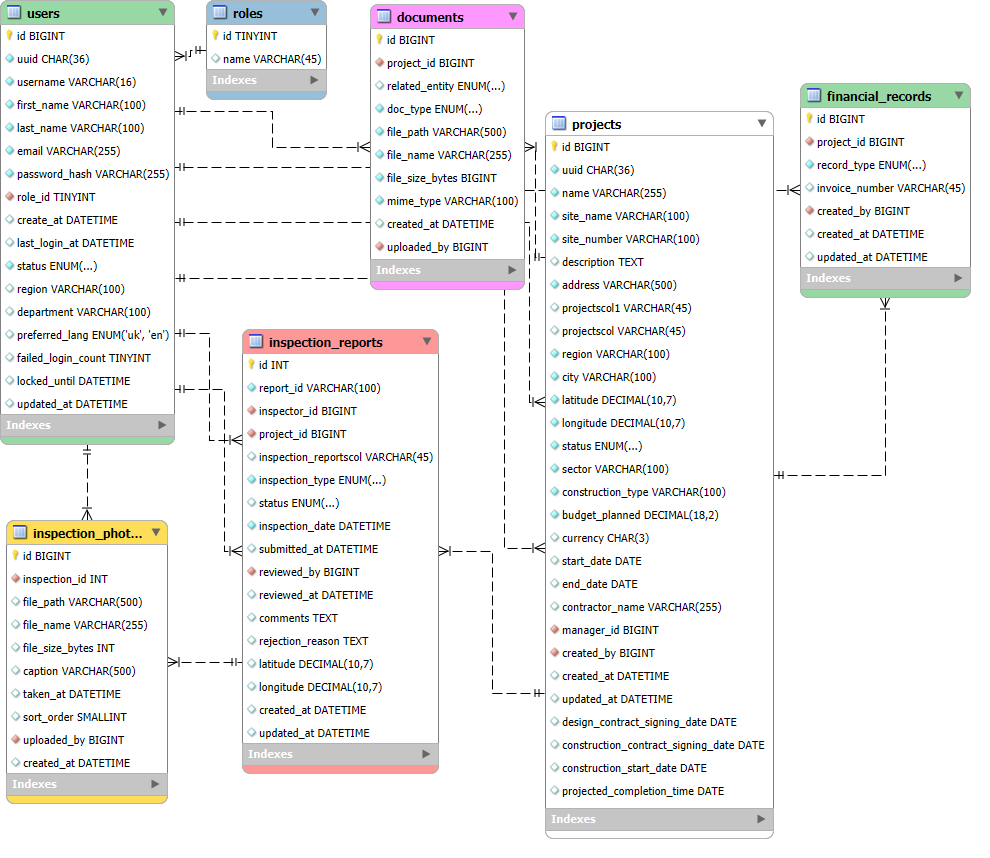 users
id BIGINT
uuid CHAR(36)
username VARCHAR(16)
first_name VARCHAR(100)
last_name VARCHAR(100)
email VARCHAR(255)
password_hash VARCHAR(255)
role_id TINYINT
create_at DATETIME
last_login_at DATETIME
status ENUM(...)
region VARCHAR(100)
department VARCHAR(100)
preferred_lang ENUM('uk', 'en')
failed_login_count TINYINT
locked_until DATETIME
updated_at DATETIME
Indexes
roles
id TINYINT
name VARCHAR(45)
Indexes
documents
id BIGINT
project_id BIGINT
related_entity ENUM(...)
doc_type ENUM(...)
file_path VARCHAR(500)
file_name VARCHAR(255)
file_size_bytes BIGINT
mime_type VARCHAR(100)
created_at DATETIME
uploaded_by BIGINT
Indexes
projects
id BIGINT
uuid CHAR(36)
name VARCHAR(255)
site_name VARCHAR(100)
site_number VARCHAR(100)
description TEXT
address VARCHAR(500)
projectscol1 VARCHAR(45)
projectscol VARCHAR(45)
region VARCHAR(100)
city VARCHAR(100)
latitude DECIMAL(10,7)
longitude DECIMAL(10,7)
status ENUM(...)
sector VARCHAR(100)
construction_type VARCHAR(100)
budget_planned DECIMAL(18,2)
currency CHAR(3)
start_date DATE
end_date DATE
contractor_name VARCHAR(255)
manager_id BIGINT
created_by BIGINT
created_at DATETIME
updated_at DATETIME
design_contract_signing_date DATE
construction_contract_signing_date DATE
construction_start_date DATE
projected_completion_time DATE
Indexes
financial_records
id BIGINT
project_id BIGINT
record_type ENUM(...)
invoice_number VARCHAR(45)
created_by BIGINT
created_at DATETIME
updated_at DATETIME
Indexes
inspection_reports
id INT
report_id VARCHAR(100)
inspector_id BIGINT
project_id BIGINT
inspection_reportscol VARCHAR(45)
inspection_type ENUM(...)
status ENUM(...)
inspection_date DATETIME
submitted_at DATETIME
reviewed_by BIGINT
reviewed_at DATETIME
comments TEXT
rejection_reason TEXT
latitude DECIMAL(10,7)
longitude DECIMAL(10,7)
created_at DATETIME
updated_at DATETIME
Indexes
inspection_phot...
id BIGINT
inspection_id INT
file_path VARCHAR(500)
file_name VARCHAR(255)
file_size_bytes INT
caption VARCHAR(500)
taken_at DATETIME
sort_order SMALLINT
uploaded_by BIGINT
created_at DATETIME
Indexes